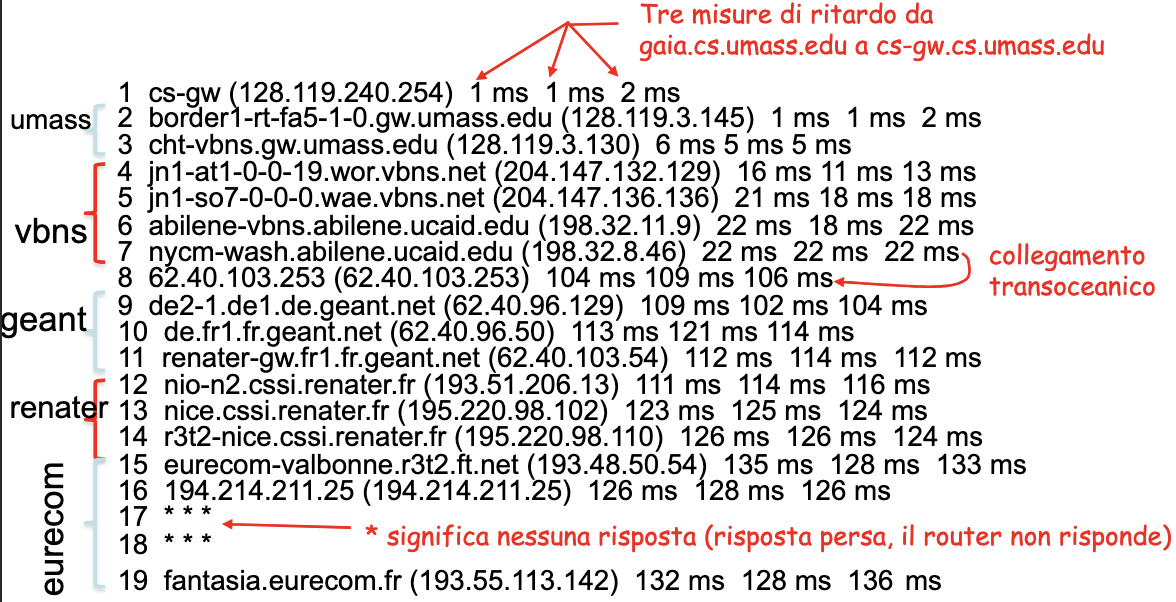 Tre misure di ritardo da
gaia.cs.umass.edu a cs-gw.cs.umass.edu
1 cs-gw (128.119.240.254) 1 ms 1 ms 2 ms
umass
2 border1-rt-fa5-1-0.gw.umass.edu (128.119.3.145) 1 ms 1 ms 2 ms
3 cht-vbns.gw.umass.edu (128.119.3.130) 6 ms 5 ms 5 ms
4 jn1-at1-0-0-19.wor.vbns.net (204.147.132.129) 16 ms 11 ms 13 ms
5 jn1-so7-0-0-0.wae.vbns.net (204.147.136.136) 21 ms 18 ms 18 ms
vbns
6 abilene-vbns.abilene.ucaid.edu (198.32.11.9) 22 ms 18 ms 22 ms
7 nycm-wash.abilene.ucaid.edu (198.32.8.46) 22 ms 22 ms 22 ms
collegamento
transoceanico
8 62.40.103.253 (62.40.103.253) 104 ms 109 ms 106 ms
9 de2-1.de1.de.geant.net (62.40.96.129) 109 ms 102 ms 104 ms
geant
10 de.fr1.fr.geant.net (62.40.96.50) 113 ms 121 ms 114 ms
11 renater-gw.fr1.fr.geant.net (62.40.103.54) 112 ms 114 ms 112 ms
12 nio-n2.cssi.renater.fr (193.51.206.13) 111 ms 114 ms 116 ms
renater
13 nice.cssi.renater.fr (195.220.98.102) 123 ms 125 ms 124 ms
14 r3t2-nice.cssi.renater.fr (195.220.98.110) 126 ms 126 ms 124 ms
eurecom
15 eurecom-valbonne.r3t2.ft.net (193.48.50.54) 135 ms 128 ms 133 ms
16 194.214.211.25 (194.214.211.25) 126 ms 128 ms 126 ms
17 * * *
* significa nessuna risposta (risposta persa, il router non risponde)
18 * * *
19 fantasia.eurecom.fr (193.55.113.142) 132 ms 128 ms 136 ms